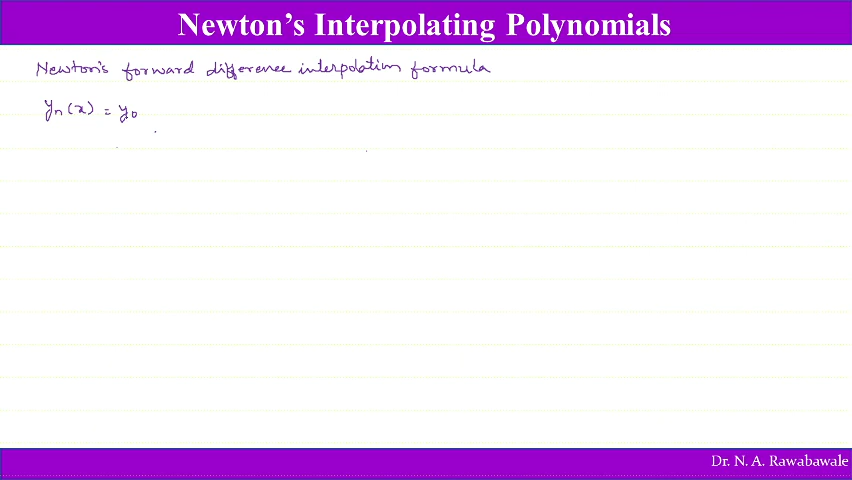 Newton's Interpolating Polynomials
Newton's forward difference interpolation formula
yₙ(x) = y₀
Dr. N. A. Rawabawale